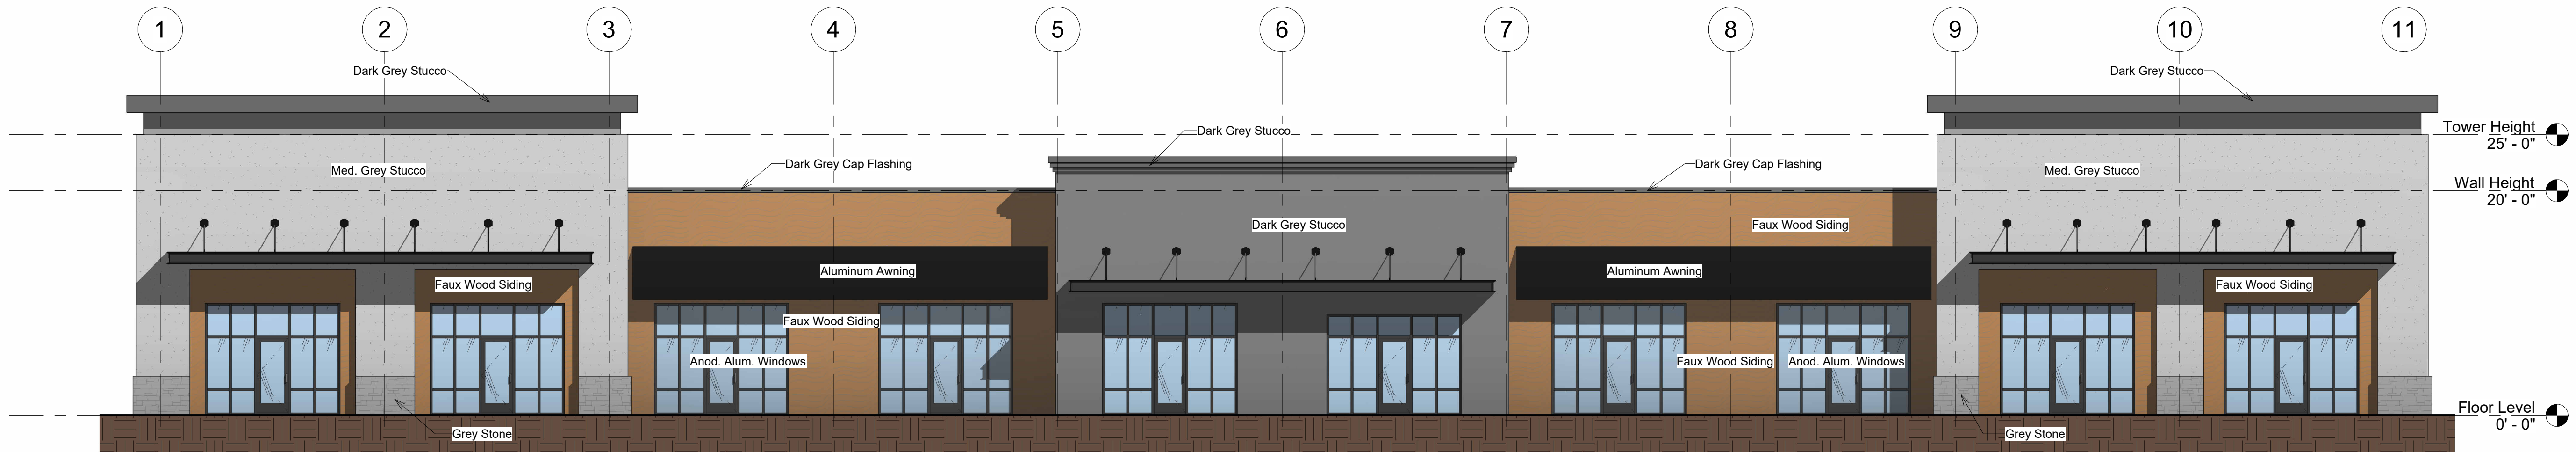 1 2 3 4 5 6 7 8 9 10 11
Dark Grey Stucco
Dark Grey Stucco
Tower Height
25' - 0"
Dark Grey Stucco
Dark Grey Cap Flashing
Dark Grey Cap Flashing
Med. Grey Stucco
Med. Grey Stucco
Wall Height
20' - 0"
Dark Grey Stucco
Faux Wood Siding
Aluminum Awning
Aluminum Awning
Faux Wood Siding
Faux Wood Siding
Faux Wood Siding
Anod. Alum. Windows
Faux Wood Siding
Anod. Alum. Windows
Floor Level
0' - 0"
Grey Stone
Grey Stone